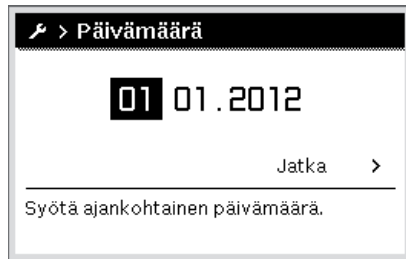 > Päivämäärä
01 01.2012
Jatka >
Syötä ajankohtainen päivämäärä.